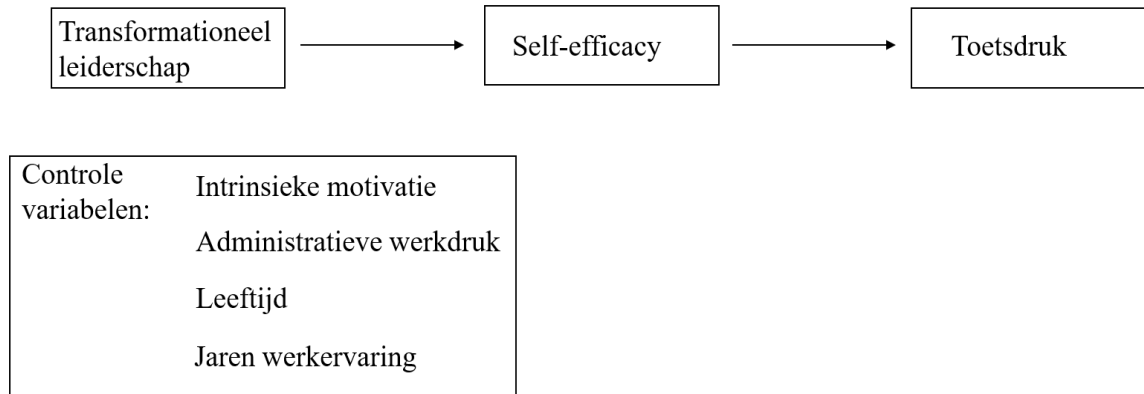 Transformationeel
leiderschap
Self-efficacy
Toetsdruk
Controle
variabelen:
Intrinsieke motivatie
Administratieve werkdruk
Leeftijd
Jaren werkervaring